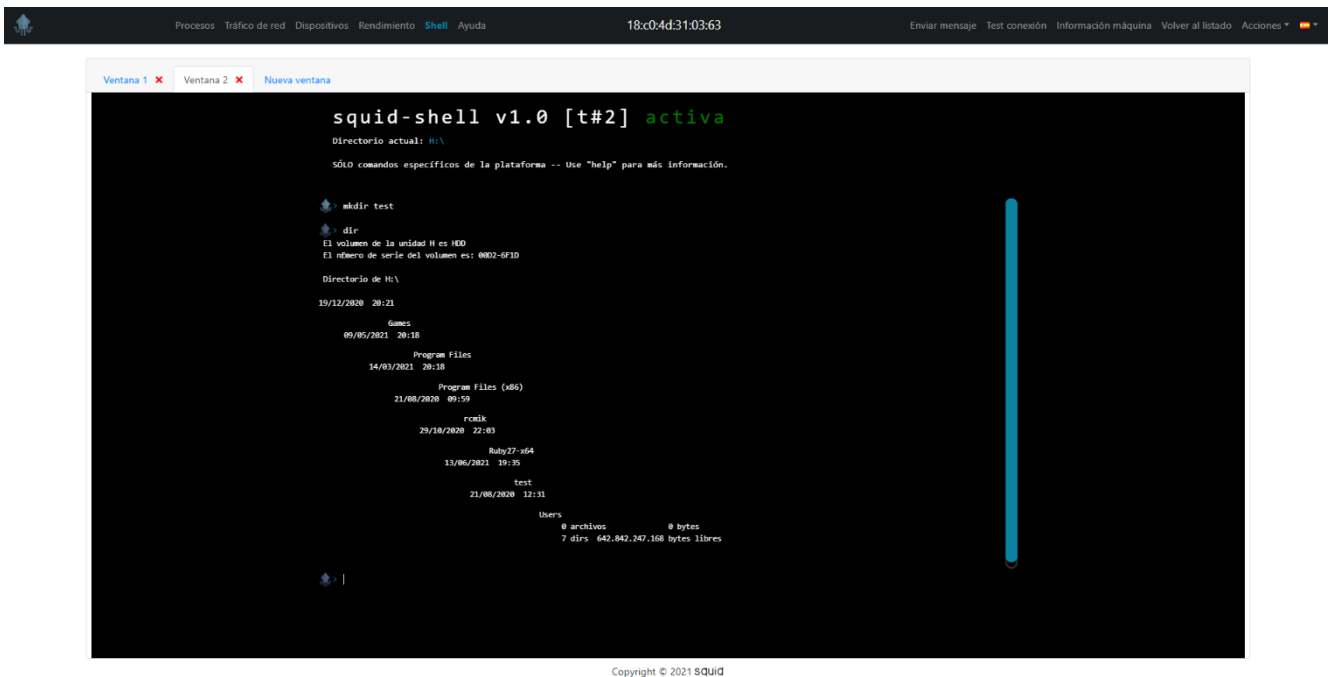 Procesos Tráfico de red Dispositivos Rendimiento Shell Ayuda 18:c0:4d:31:03:63 Enviar mensaje Test conexión Información máquina Volver al listado Acciones
Ventana 1 Ventana 2 Nueva ventana
squid-shell v1.0 [t#2] activa
Directorio actual: H:\
SÓLO comandos específicos de la plataforma -- Use "help" para más información.
> mkdir test
> dir
El volumen de la unidad H es HDD
El número de serie del volumen es: 00D2-6F1D
Directorio de H:\
19/12/2020 20:21
Games
09/05/2021 20:18
Program Files
14/03/2021 20:18
Program Files (x86)
21/08/2020 09:59
rcmik
29/10/2020 22:03
Ruby27-x64
13/06/2021 19:35
test
21/08/2020 12:31
Users
0 archivos 0 bytes
7 dirs 642.842.247.168 bytes libres
>
Copyright © 2021 squid